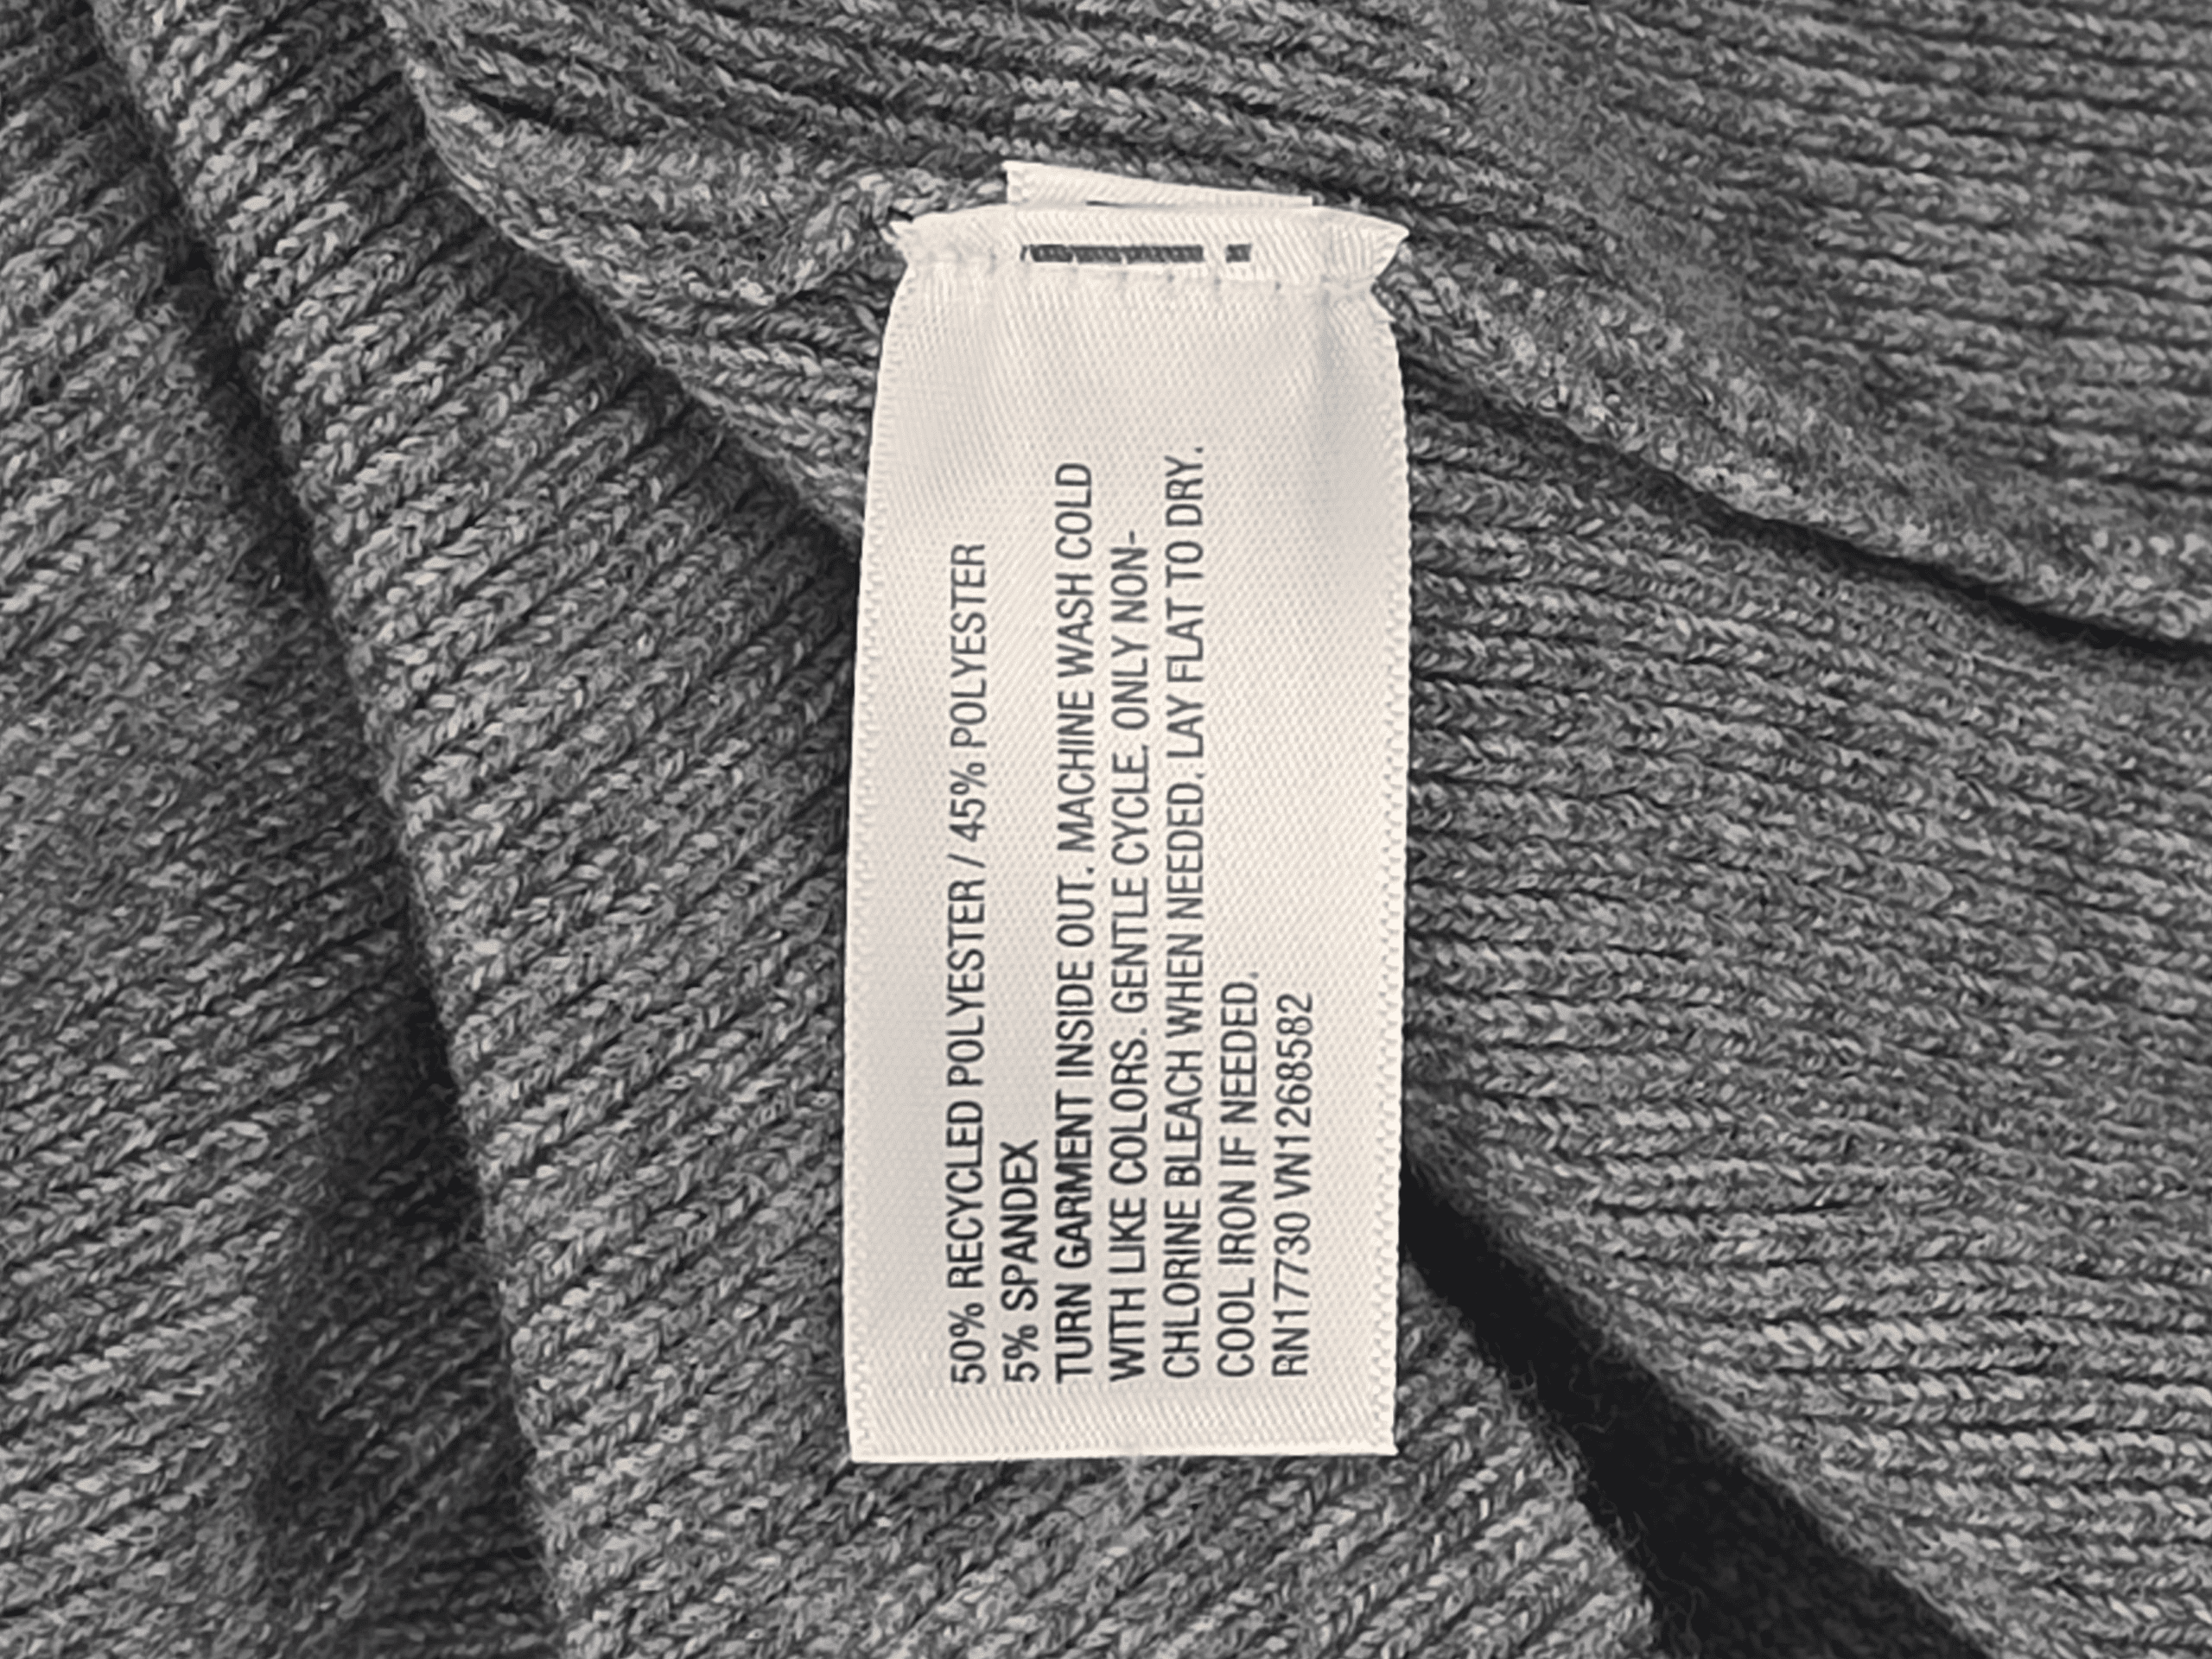 50% RECYCLED POLYESTER / 45% POLYESTER
5% SPANDEX
TURN GARMENT INSIDE OUT. MACHINE WASH COLD
WITH LIKE COLORS. GENTLE CYCLE. ONLY NON-
CHLORINE BLEACH WHEN NEEDED. LAY FLAT TO DRY.
COOL IRON IF NEEDED.
RN17730 VN1268582